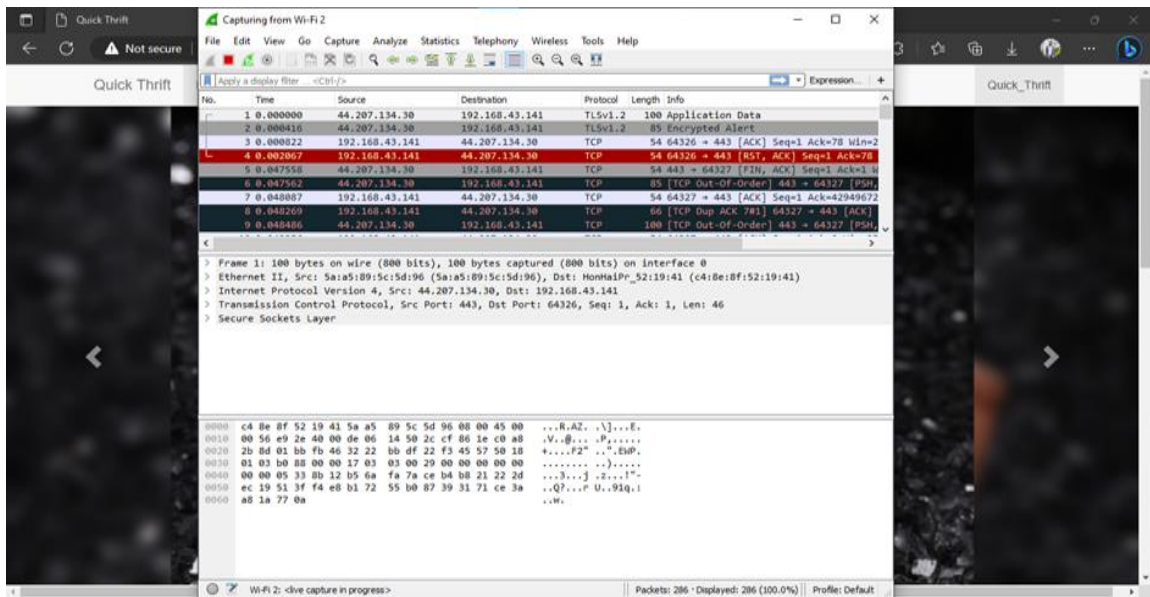 Quick Thrift
Capturing from Wi-Fi 2
Not secure
File Edit View Go Capture Analyze Statistics Telephony Wireless Tools Help
Quick Thrift
Apply a display filter ... <Ctrl-/>
Expression... +
Quick_Thrift
No. Time Source Destination Protocol Length Info
1 0.000000 44.207.134.30 192.168.43.141 TLSv1.2 100 Application Data
2 0.000416 44.207.134.30 192.168.43.141 TLSv1.2 85 Encrypted Alert
3 0.000822 192.168.43.141 44.207.134.30 TCP 54 64326 → 443 [ACK] Seq=1 Ack=78 Win=2
4 0.002067 192.168.43.141 44.207.134.30 TCP 54 64326 → 443 [RST, ACK] Seq=1 Ack=78
5 0.047558 44.207.134.30 192.168.43.141 TCP 54 443 → 64327 [FIN, ACK] Seq=1 Ack=1 W
6 0.047562 44.207.134.30 192.168.43.141 TCP 85 [TCP Out-Of-Order] 443 → 64327 [PSH,
7 0.048087 192.168.43.141 44.207.134.30 TCP 54 64327 → 443 [ACK] Seq=1 Ack=42949672
8 0.048269 192.168.43.141 44.207.134.30 TCP 66 [TCP Dup ACK 7#1] 64327 → 443 [ACK]
9 0.048486 44.207.134.30 192.168.43.141 TCP 100 [TCP Out-Of-Order] 443 → 64327 [PSH,
> Frame 1: 100 bytes on wire (800 bits), 100 bytes captured (800 bits) on interface 0
> Ethernet II, Src: 5a:a5:89:5c:5d:96 (5a:a5:89:5c:5d:96), Dst: HonHaiPr_52:19:41 (c4:8e:8f:52:19:41)
> Internet Protocol Version 4, Src: 44.207.134.30, Dst: 192.168.43.141
> Transmission Control Protocol, Src Port: 443, Dst Port: 64326, Seq: 1, Ack: 1, Len: 46
> Secure Sockets Layer
0000 c4 8e 8f 52 19 41 5a a5 89 5c 5d 96 08 00 45 00 ...R.AZ. .\]...E.
0010 00 56 e9 2e 40 00 de 06 14 50 2c cf 86 1e c0 a8 .V..@... .P,.....
0020 2b 8d 01 bb fb 46 32 22 bb df 22 f3 45 57 50 18 +....F2" ..".EWP.
0030 01 03 b0 88 00 00 17 03 03 00 29 00 00 00 00 00 ........ ..).....
0040 00 00 05 33 8b 12 b5 6a fa 7a ce b4 b8 21 22 2d ...3...j .z...!"-
0050 ec 19 51 3f f4 e8 b1 72 55 b0 87 39 31 71 ce 3a ..Q?...r U..91q.:
0060 a8 1a 77 0a ..w.
Wi-Fi 2: <live capture in progress> Packets: 286 · Displayed: 286 (100.0%) Profile: Default